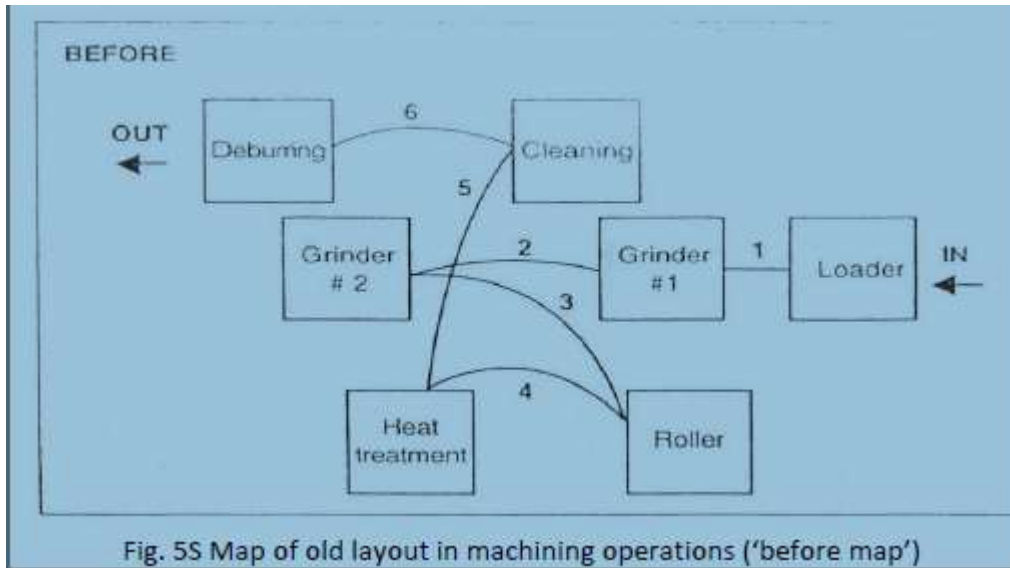 BEFORE
6
OUT
Deburring
Cleaning
5
Grinder
# 2
2
Grinder
#1
1
Loader
IN
3
4
Heat
treatment
Roller
Fig. 5S Map of old layout in machining operations ('before map')